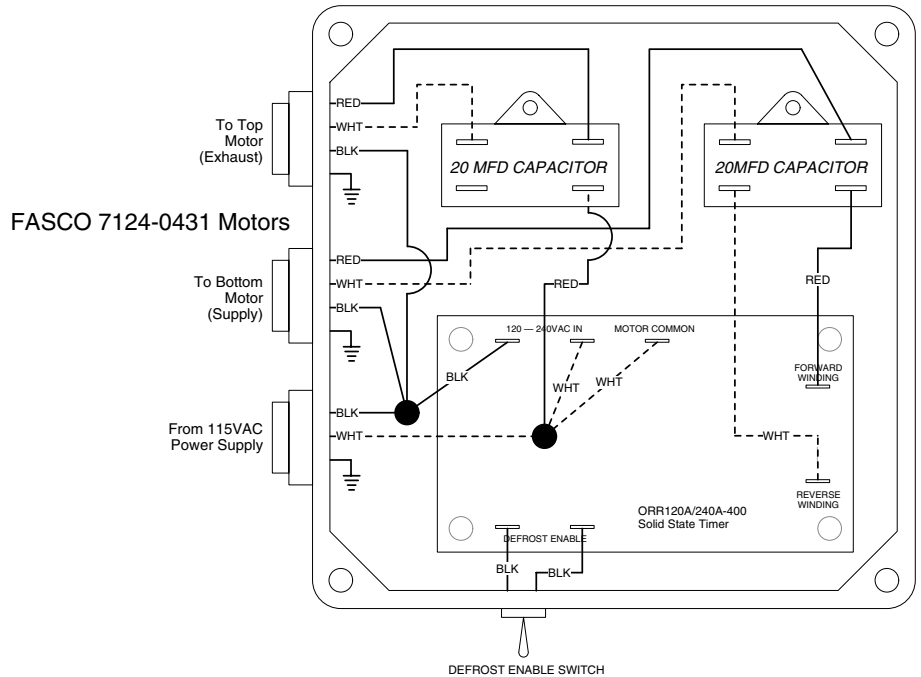 RED
WHT
BLK
To Top
Motor
(Exhaust)
20 MFD CAPACITOR
20MFD CAPACITOR
FASCO 7124-0431 Motors
RED
WHT
BLK
To Bottom
Motor
(Supply)
RED
RED
120 — 240VAC IN
MOTOR COMMON
FORWARD
WINDING
BLK
WHT
WHT
BLK
WHT
From 115VAC
Power Supply
WHT
REVERSE
WINDING
ORR120A/240A-400
Solid State Timer
DEFROST ENABLE
BLK
BLK
DEFROST ENABLE SWITCH